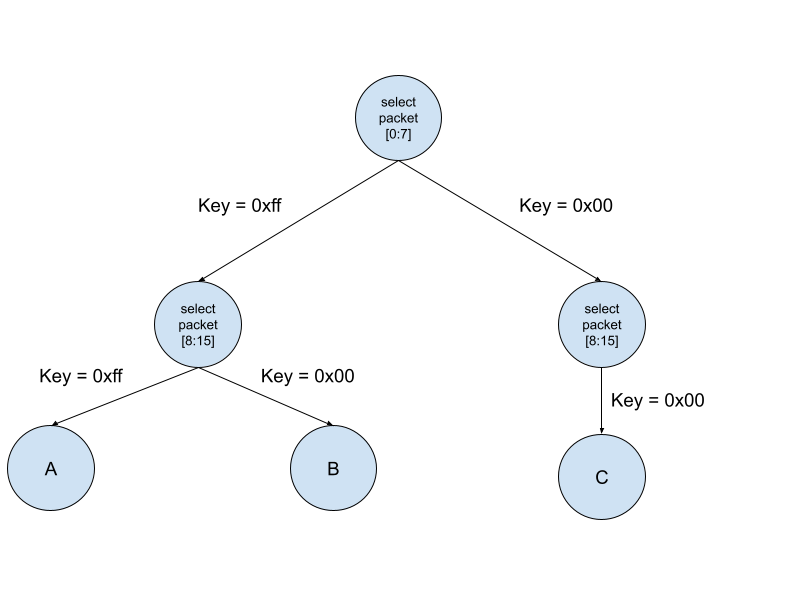 select
packet
[0:7]
Key = 0xff
Key = 0x00
select
packet
[8:15]
select
packet
[8:15]
Key = 0xff
Key = 0x00
Key = 0x00
A
B
C